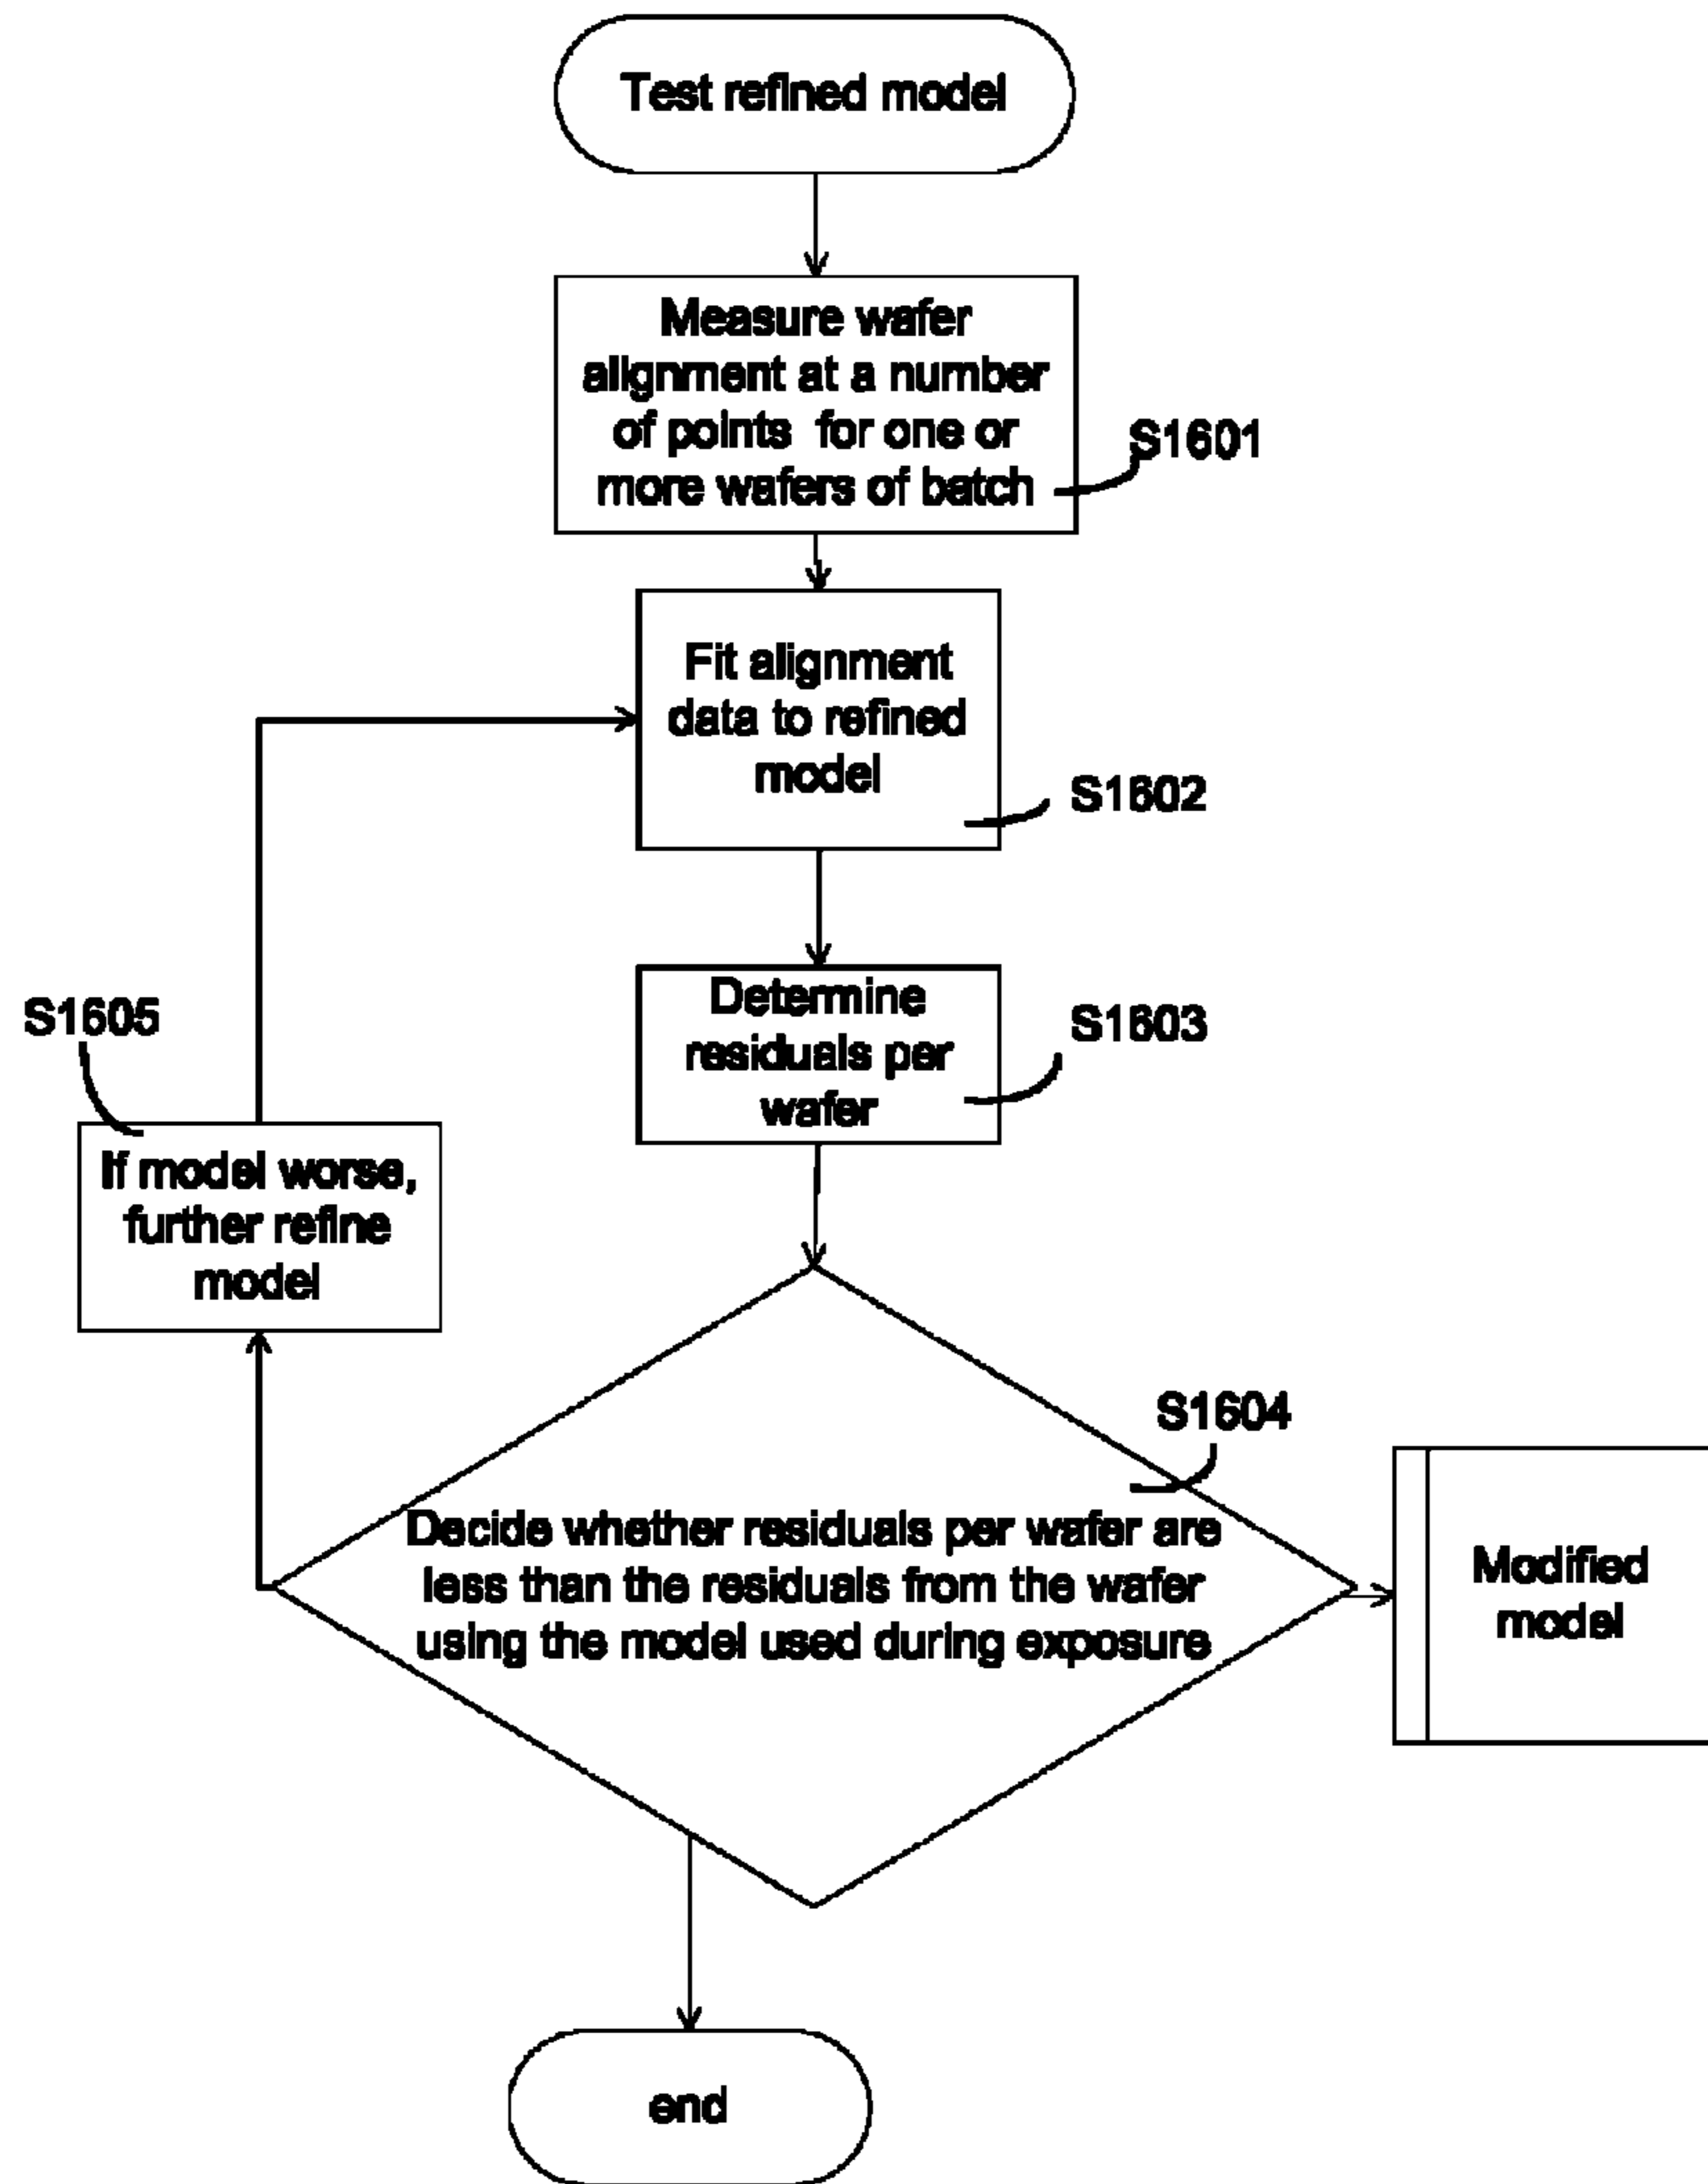 Test refined model
Measure wafer
alignment at a number
of points for one or
more wafers of batch
S1601
Fit alignment
data to refined
model
S1602
Determine
residuals per
wafer
S1603
S1605
If model worse,
further refine
model
S1604
Decide whether residuals per wafer are
less than the residuals from the wafer
using the model used during exposure
Modified
model
end